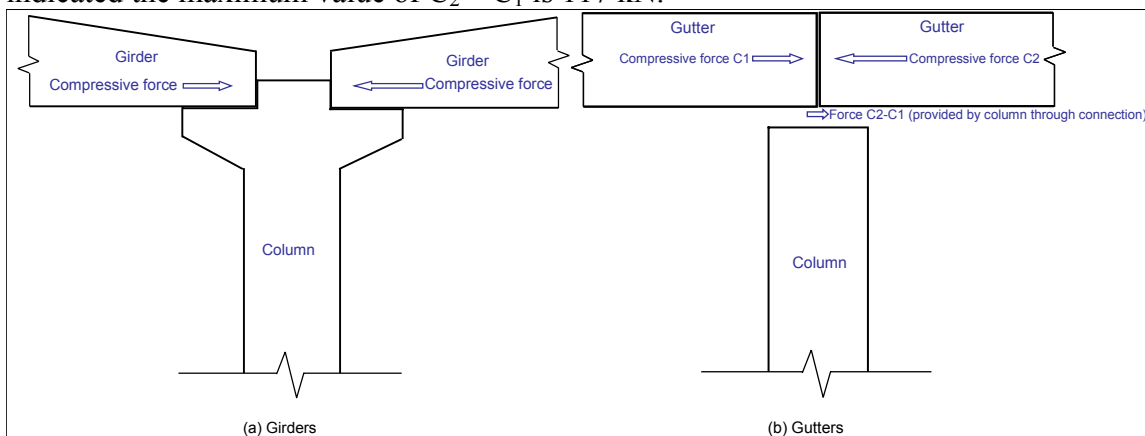 indicated the maximum value of C2 – C1 is 117 kN.
Girder
Compressive force
Girder
Compressive force
Column
(a) Girders
Gutter
Compressive force C1
Gutter
Compressive force C2
Force C2-C1 (provided by column through connection)
Column
(b) Gutters